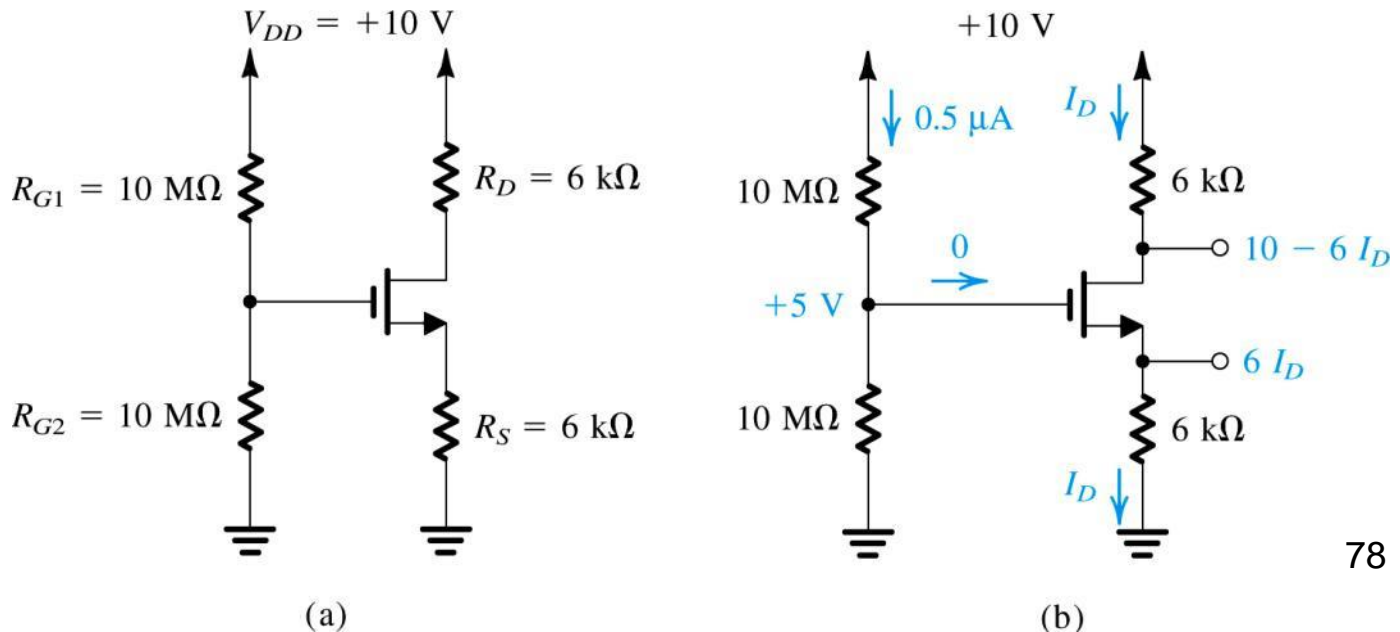 V_DD = +10 V
R_G1 = 10 MΩ
R_D = 6 kΩ
R_G2 = 10 MΩ
R_S = 6 kΩ
(a)
+10 V
0.5 μA
I_D
10 MΩ
6 kΩ
0
10 − 6 I_D
+5 V
6 I_D
10 MΩ
6 kΩ
I_D
(b)
78